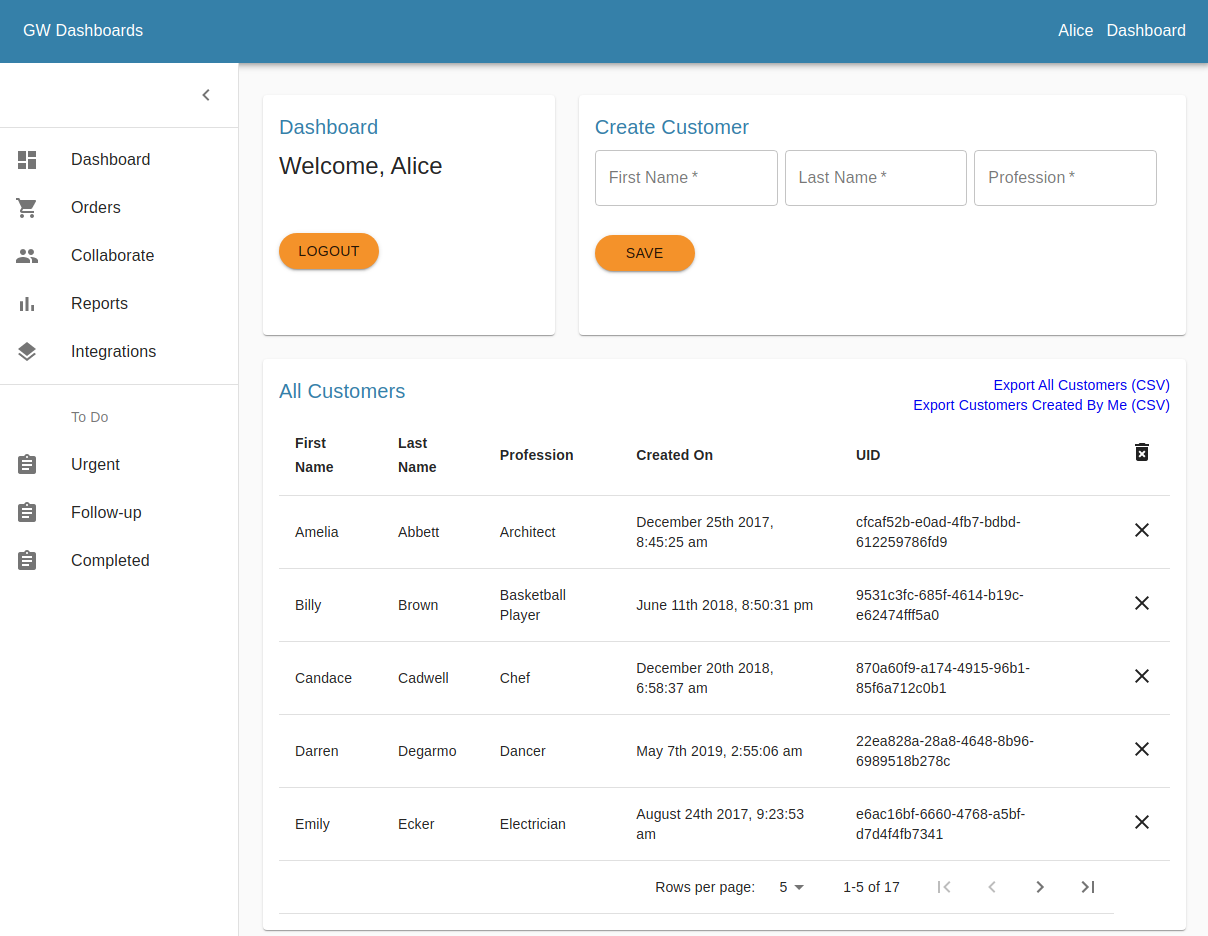 GW Dashboards
Alice Dashboard
Dashboard
Orders
Collaborate
Reports
Integrations
To Do
Urgent
Follow-up
Completed
Dashboard
Welcome, Alice
LOGOUT
Create Customer
First Name *
Last Name *
Profession *
SAVE
All Customers
Export All Customers (CSV)
Export Customers Created By Me (CSV)
First
Name
Last
Name
Profession
Created On
UID
Amelia
Abbett
Architect
December 25th 2017,
8:45:25 am
cfcaf52b-e0ad-4fb7-bdbd-
612259786fd9
Billy
Brown
Basketball
Player
June 11th 2018, 8:50:31 pm
9531c3fc-685f-4614-b19c-
e62474fff5a0
Candace
Cadwell
Chef
December 20th 2018,
6:58:37 am
870a60f9-a174-4915-96b1-
85f6a712c0b1
Darren
Degarmo
Dancer
May 7th 2019, 2:55:06 am
22ea828a-28a8-4648-8b96-
6989518b278c
Emily
Ecker
Electrician
August 24th 2017, 9:23:53
am
e6ac16bf-6660-4768-a5bf-
d7d4f4fb7341
Rows per page: 5 1-5 of 17